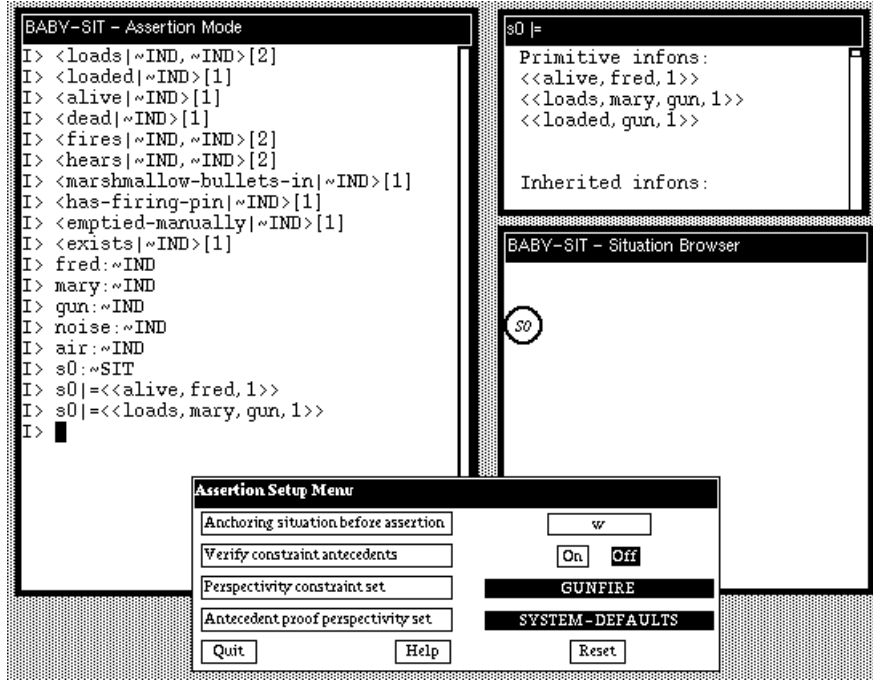 BABY-SIT - Assertion Mode
I> <loads|~IND, ~IND>[2]
I> <loaded|~IND>[1]
I> <alive|~IND>[1]
I> <dead|~IND>[1]
I> <fires|~IND, ~IND>[2]
I> <hears|~IND, ~IND>[2]
I> <marshmallow-bullets-in|~IND>[1]
I> <has-firing-pin|~IND>[1]
I> <emptied-manually|~IND>[1]
I> <exists|~IND>[1]
I> fred:~IND
I> mary:~IND
I> gun:~IND
I> noise:~IND
I> air:~IND
I> s0:~SIT
I> s0|=<<alive, fred, 1>>
I> s0|=<<loads, mary, gun, 1>>
I>
s0 |=
Primitive infons:
<<alive, fred, 1>>
<<loads, mary, gun, 1>>
<<loaded, gun, 1>>
Inherited infons:
BABY-SIT - Situation Browser
S0
Assertion Setup Menu
Anchoring situation before assertion w
Verify constraint antecedents On Off
Perspectivity constraint set GUNFIRE
Antecedent proof perspectivity set SYSTEM-DEFAULTS
Quit Help Reset